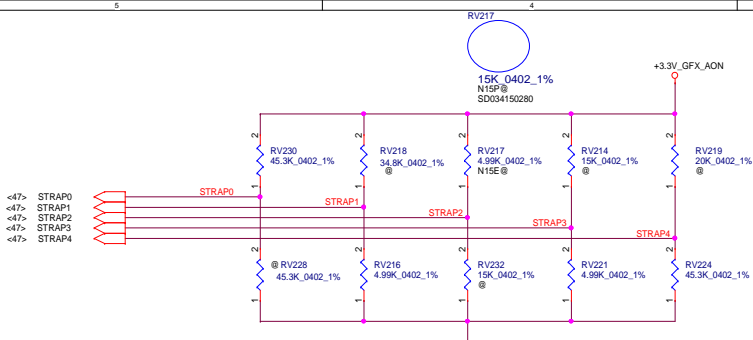 5
4
RV217
15K_0402_1%
N15P@
SD034150280
+3.3V_GFX_AON
2
2
2
2
2
RV230
45.3K_0402_1%
RV218
34.8K_0402_1%
@
RV217
4.99K_0402_1%
N15E@
RV214
15K_0402_1%
@
RV219
20K_0402_1%
@
1
1
1
1
1
<47> STRAP0
STRAP0
<47> STRAP1
STRAP1
<47> STRAP2
STRAP2
<47> STRAP3
STRAP3
<47> STRAP4
STRAP4
2
2
2
2
2
@ RV228
45.3K_0402_1%
RV216
4.99K_0402_1%
RV232
15K_0402_1%
@
RV221
4.99K_0402_1%
RV224
45.3K_0402_1%
1
1
1
1
1